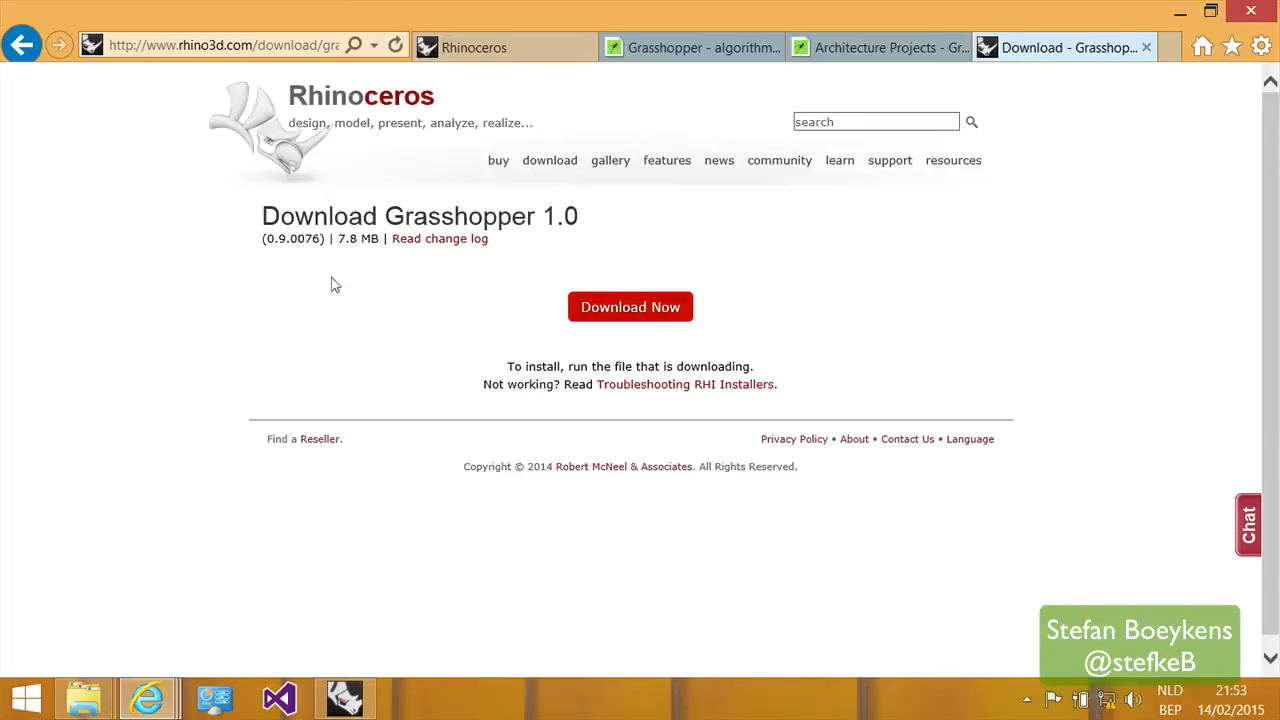 http://www.rhino3d.com/download/gra
Rhinoceros
Grasshopper - algorithm...
Architecture Projects - Gr...
Download - Grasshop...
Rhinoceros
design, model, present, analyze, realize...
search
buy download gallery features news community learn support resources
Download Grasshopper 1.0
(0.9.0076) | 7.8 MB | Read change log
Download Now
To install, run the file that is downloading.
Not working? Read Troubleshooting RHI Installers.
Find a Reseller.
Privacy Policy • About • Contact Us • Language
Copyright © 2014 Robert McNeel & Associates. All Rights Reserved.
Chat
Stefan Boeykens
@stefkeB
NLD 21:53
BEP 14/02/2015